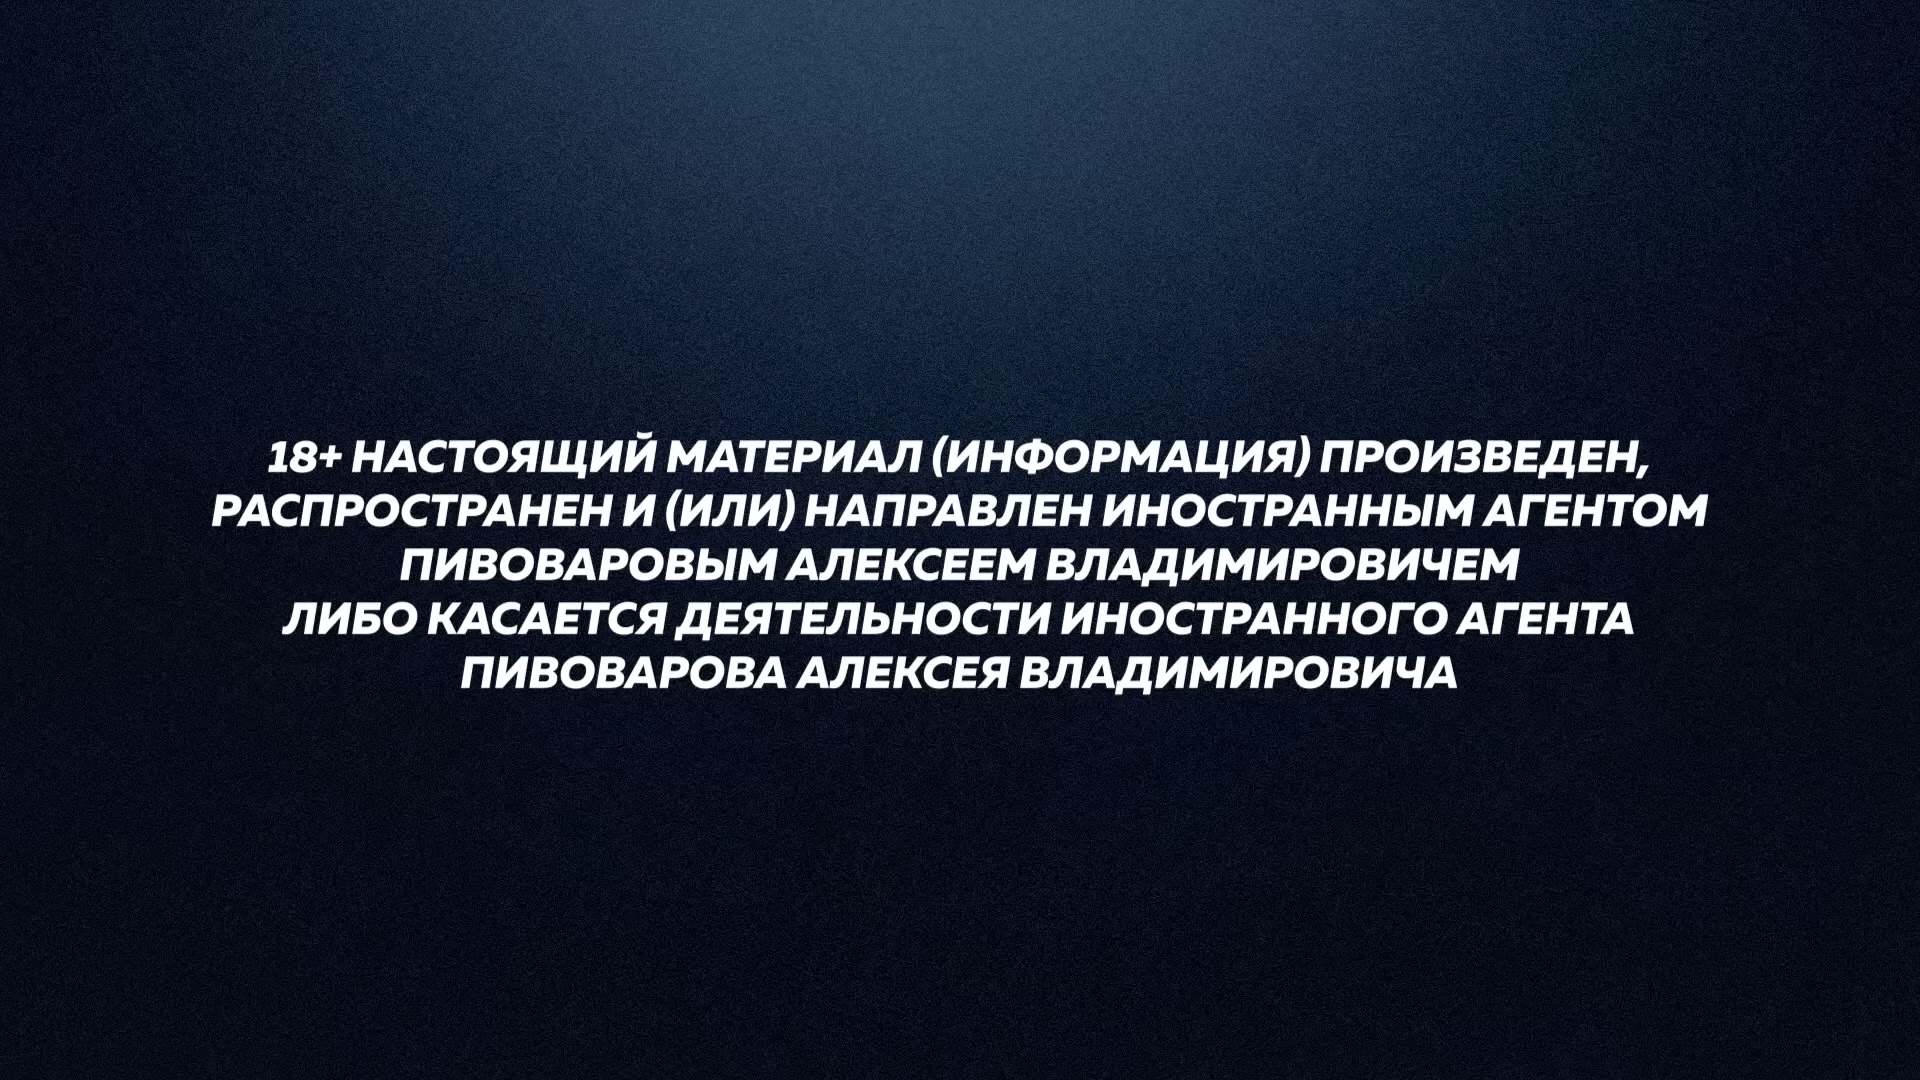 18+ НАСТОЯЩИЙ МАТЕРИАЛ (ИНФОРМАЦИЯ) ПРОИЗВЕДЕН,
РАСПРОСТРАНЕН И (ИЛИ) НАПРАВЛЕН ИНОСТРАННЫМ АГЕНТОМ
ПИВОВАРОВЫМ АЛЕКСЕЕМ ВЛАДИМИРОВИЧЕМ
ЛИБО КАСАЕТСЯ ДЕЯТЕЛЬНОСТИ ИНОСТРАННОГО АГЕНТА
ПИВОВАРОВА АЛЕКСЕЯ ВЛАДИМИРОВИЧА